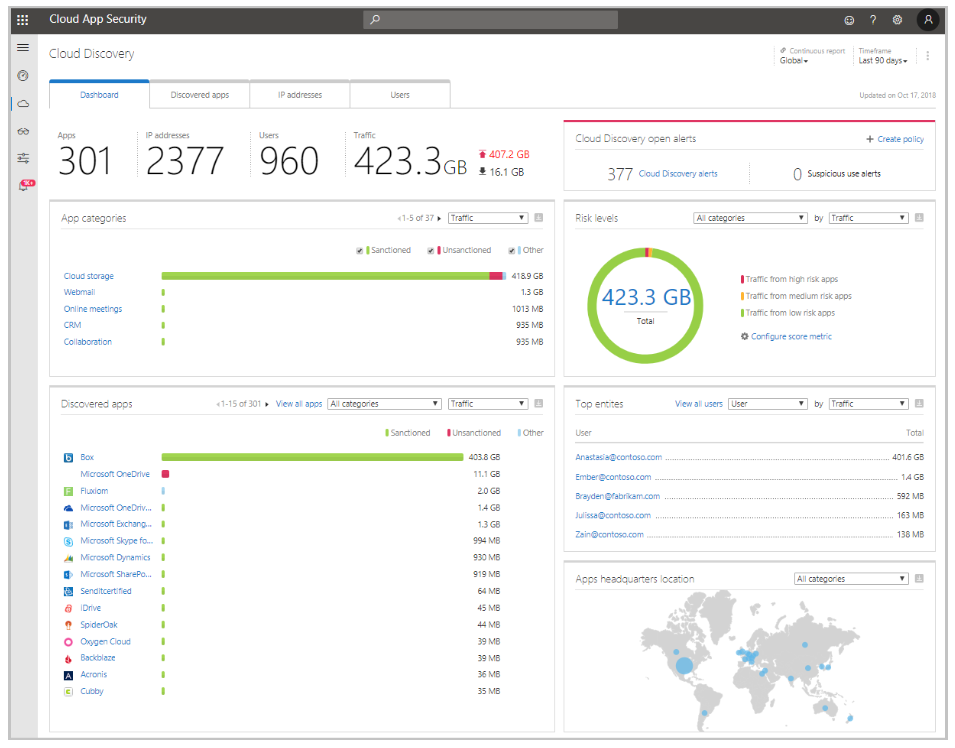 Cloud App Security
Cloud Discovery
Continuous report
Global
Timeframe
Last 90 days
Dashboard
Discovered apps
IP addresses
Users
Updated on Oct 17, 2018
Apps
301
IP addresses
2377
Users
960
Traffic
423.3GB
407.2 GB
16.1 GB
Cloud Discovery open alerts
+ Create policy
377 Cloud Discovery alerts
0 Suspicious use alerts
App categories
1-5 of 37
Traffic
Sanctioned
Unsanctioned
Other
Cloud storage 418.9 GB
Webmail 1.3 GB
Online meetings 1013 MB
CRM 935 MB
Collaboration 935 MB
Risk levels
All categories by Traffic
423.3 GB
Total
Traffic from high risk apps
Traffic from medium risk apps
Traffic from low risk apps
Configure score metric
Discovered apps
1-15 of 301
View all apps
All categories
Traffic
Sanctioned
Unsanctioned
Other
Box 403.8 GB
Microsoft OneDrive 11.1 GB
Fluxiom 2.0 GB
Microsoft OneDriv... 1.4 GB
Microsoft Exchang... 1.3 GB
Microsoft Skype fo... 994 MB
Microsoft Dynamics 930 MB
Microsoft SharePo... 919 MB
Senditcertified 64 MB
iDrive 45 MB
SpiderOak 44 MB
Oxygen Cloud 39 MB
Backblaze 39 MB
Acronis 36 MB
Cubby 35 MB
Top entites
View all users
User by Traffic
User Total
Anastasia@contoso.com 401.6 GB
Ember@contoso.com 1.4 GB
Brayden@fabrikam.com 592 MB
Julissa@contoso.com 163 MB
Zain@contoso.com 138 MB
Apps headquarters location
All categories